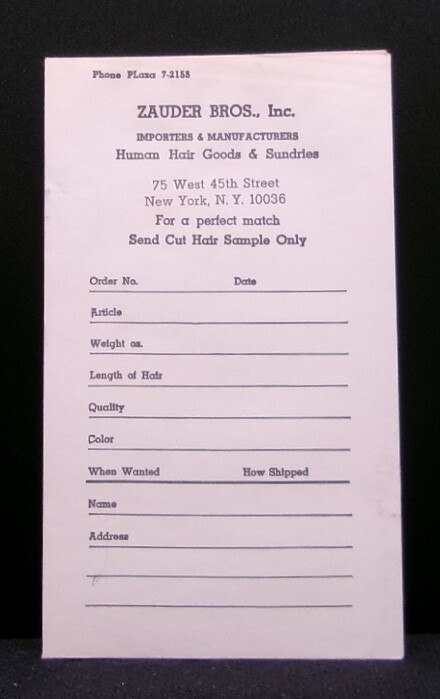 Phone PLaza 7-2153
ZAUDER BROS., Inc.
IMPORTERS & MANUFACTURERS
Human Hair Goods & Sundries
75 West 45th Street
New York, N. Y. 10036
For a perfect match
Send Cut Hair Sample Only
Order No. Date
Article
Weight oz.
Length of Hair
Quality
Color
When Wanted How Shipped
Name
Address